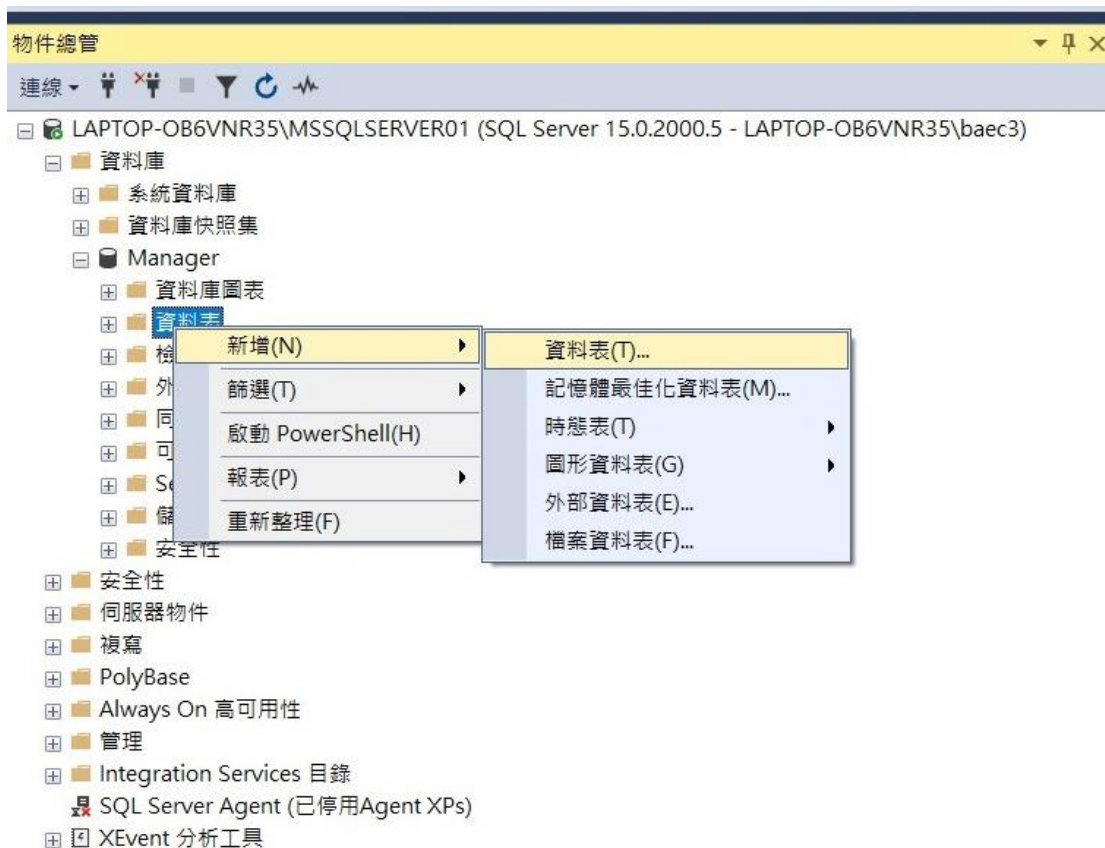 物件總管
連線
LAPTOP-OB6VNR35\MSSQLSERVER01 (SQL Server 15.0.2000.5 - LAPTOP-OB6VNR35\baec3)
資料庫
系統資料庫
資料庫快照集
Manager
資料庫圖表
資料表
新增(N)
資料表(T)...
檢
記憶體最佳化資料表(M)...
外
篩選(T)
同
時態表(T)
啟動 PowerShell(H)
可
圖形資料表(G)
Se
報表(P)
外部資料表(E)...
儲
重新整理(F)
檔案資料表(F)...
安全性
安全性
伺服器物件
複寫
PolyBase
Always On 高可用性
管理
Integration Services 目錄
SQL Server Agent (已停用Agent XPs)
XEvent 分析工具